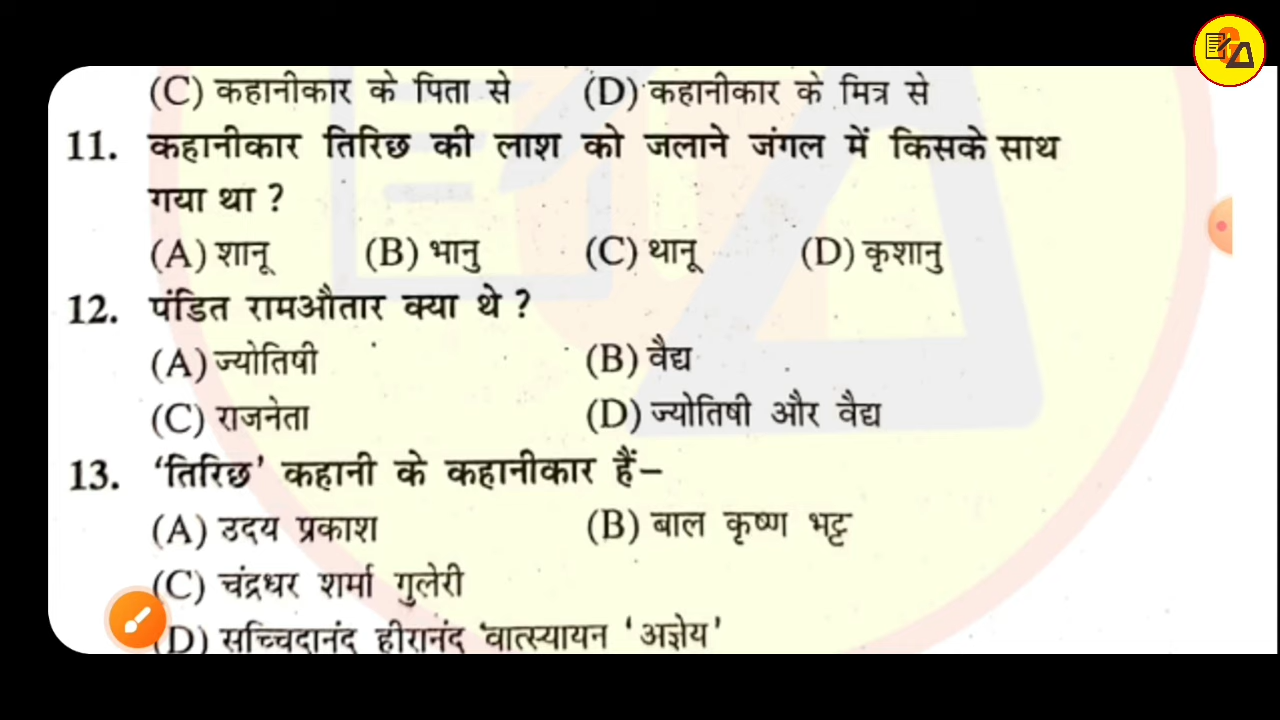 (C) कहानीकार के पिता से (D) कहानीकार के मित्र से
11. कहानीकार तिरिछ की लाश को जलाने जंगल में किसके साथ
गया था ?
(A) शानू (B) भानु (C) थानू (D) कृशानु
12. पंडित रामऔतार क्या थे ?
(A) ज्योतिषी (B) वैद्य
(C) राजनेता (D) ज्योतिषी और वैद्य
13. 'तिरिछ' कहानी के कहानीकार हैं–
(A) उदय प्रकाश (B) बाल कृष्ण भट्ट
(C) चंद्रधर शर्मा गुलेरी
(D) सच्चिदानंद हीरानंद वात्स्यायन 'अज्ञेय'